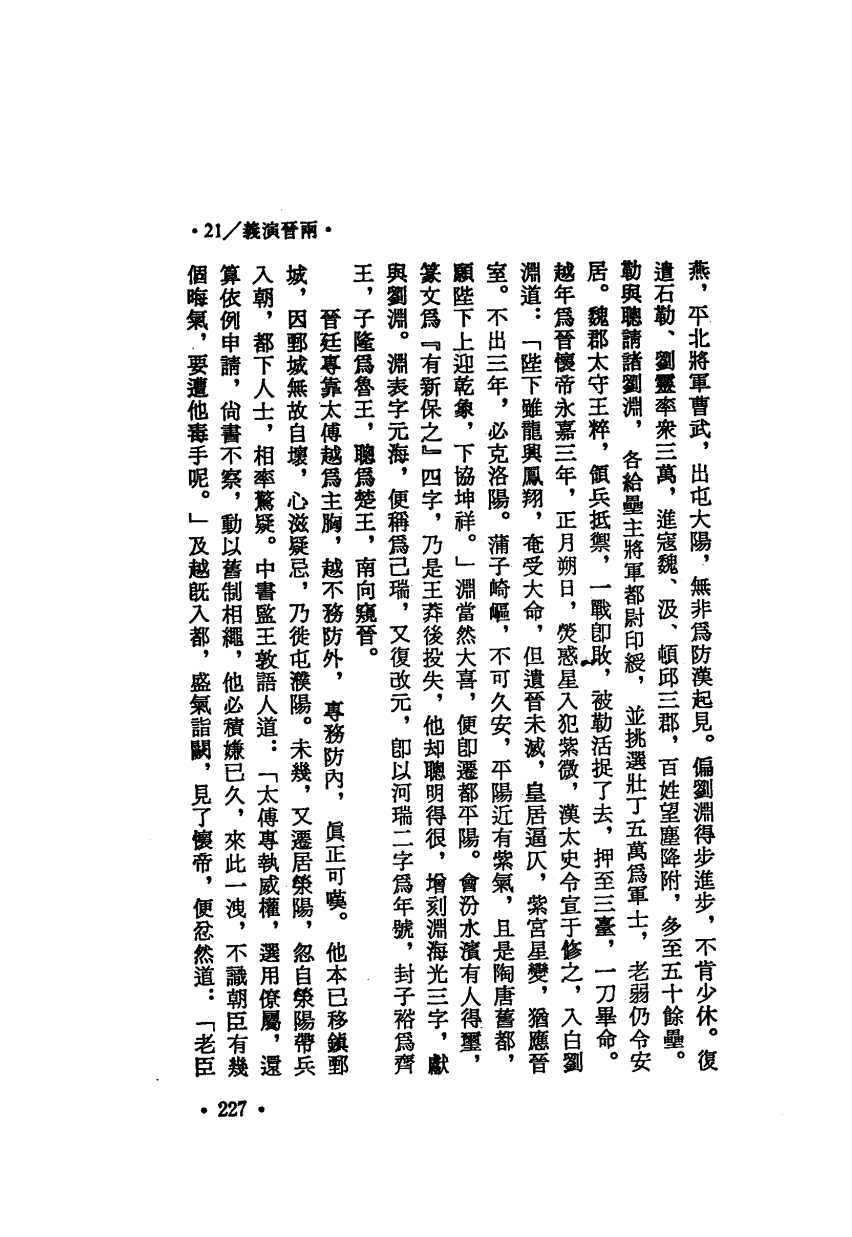 •21／義演晉兩•
燕，平北將軍曹武，出屯大陽，無非爲防漢起見。偏劉淵得步進步，不肯少休。復
遣石勒、劉靈率衆三萬，進寇魏、汲、頓邱三郡，百姓望塵降附，多至五十餘壘。
勒與聰請諸劉淵，各給壘主將軍都尉印綬，並挑選壯丁五萬爲軍士，老弱仍令安
居。魏郡太守王粹，領兵抵禦，一戰卽敗，被勒活捉了去，押至三臺，一刀畢命。
越年爲晉懷帝永嘉三年，正月朔日，熒惑星入犯紫微，漢太史令宣于修之，入白劉
淵道：「陛下雖龍興鳳翔，奄受大命，但遺晉未滅，皇居逼仄，紫宮星變，猶應晉
室。不出三年，必克洛陽。蒲子崎嶇，不可久安，平陽近有紫氣，且是陶唐舊都，
願陛下上迎乾象，下協坤祥。」淵當然大喜，便卽遷都平陽。會汾水濱有人得璽，
篆文爲『有新保之』四字，乃是王莽後投失，他却聰明得很，增刻淵海光三字，獻
與劉淵。淵表字元海，便稱爲己瑞，又復改元，卽以河瑞二字爲年號，封子裕爲齊
王，子隆爲魯王，聰爲楚王，南向窺晉。
晉廷專靠太傅越爲主胸，越不務防外，專務防內，眞正可嘆。他本已移鎮鄄
城，因鄄城無故自壞，心滋疑忌，乃徙屯濮陽。未幾，又遷居滎陽，忽自滎陽帶兵
入朝，都下人士，相率驚疑。中書監王敦語人道：「太傅專執威權，選用僚屬，還
算依例申請，尙書不察，動以舊制相繩，他必積嫌已久，來此一洩，不識朝臣有幾
個晦氣，要遭他毒手呢。」及越旣入都，盛氣詣闕，見了懷帝，便忿然道：「老臣
•227•